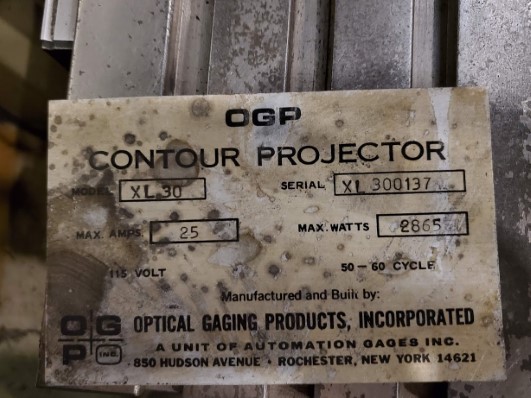 OGP
CONTOUR PROJECTOR
MODEL XL 30 SERIAL XL 300137
MAX. AMPS 25 MAX. WATTS 2865
115 VOLT 50-60 CYCLE
Manufactured and Built by:
OGP INC. OPTICAL GAGING PRODUCTS, INCORPORATED
A UNIT OF AUTOMATION GAGES INC.
850 HUDSON AVENUE • ROCHESTER, NEW YORK 14621